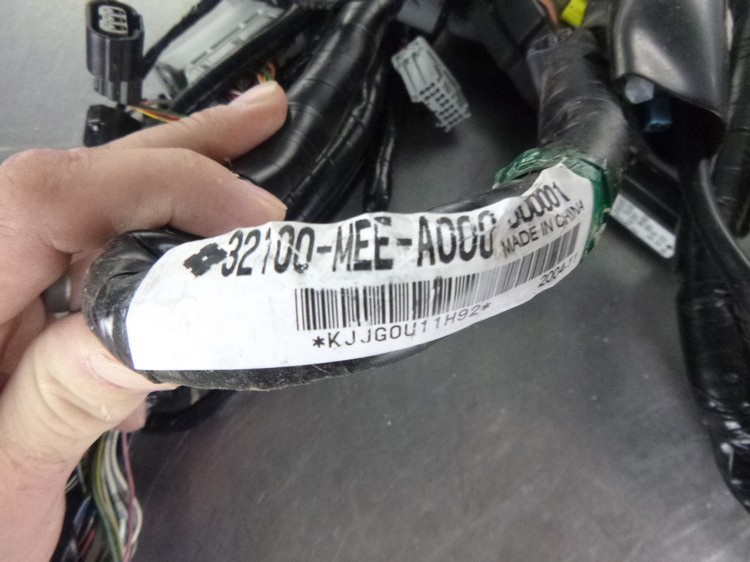 32100-MEE-A000
MADE IN CHINA
*KJJG0U11H92*